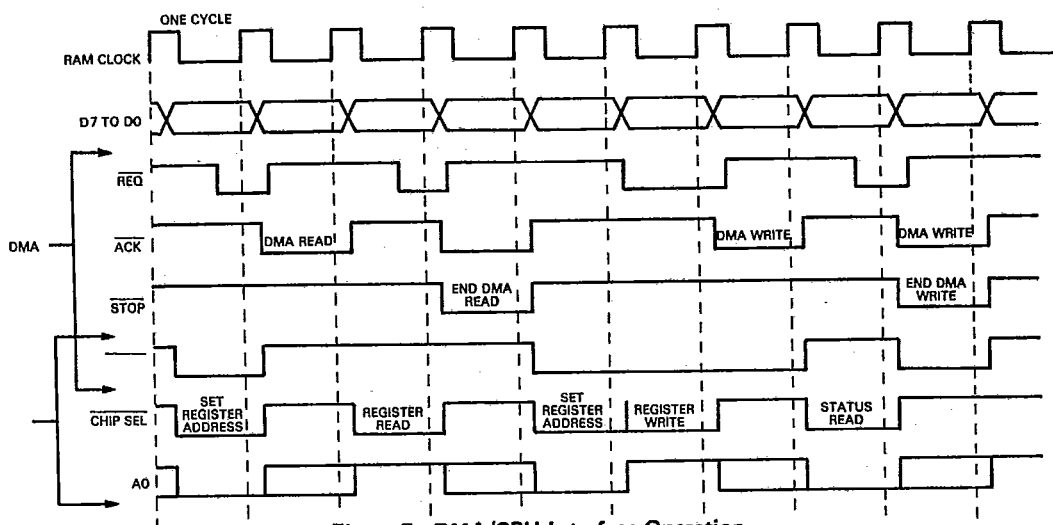 ONE CYCLE
RAM CLOCK
D7 TO D0
REQ
DMA
ACK
DMA READ
DMA WRITE
DMA WRITE
STOP
END DMA
READ
END DMA
WRITE
CHIP SEL
SET
REGISTER
ADDRESS
REGISTER
READ
SET
REGISTER
ADDRESS
REGISTER
WRITE
STATUS
READ
A0